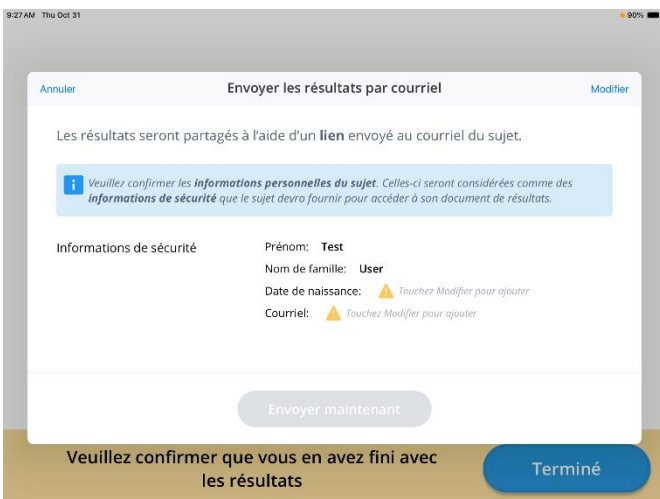 9:27 AM Thu Oct 31
90%
Annuler
Envoyer les résultats par courriel
Modifier
Les résultats seront partagés à l'aide d'un lien envoyé au courriel du sujet.
Veuillez confirmer les informations personnelles du sujet. Celles-ci seront considérées comme des
informations de sécurité que le sujet devra fournir pour accéder à son document de résultats.
Informations de sécurité
Prénom: Test
Nom de famille: User
Date de naissance: Touchez Modifier pour ajouter
Courriel: Touchez Modifier pour ajouter
Envoyer maintenant
Veuillez confirmer que vous en avez fini avec
les résultats
Terminé